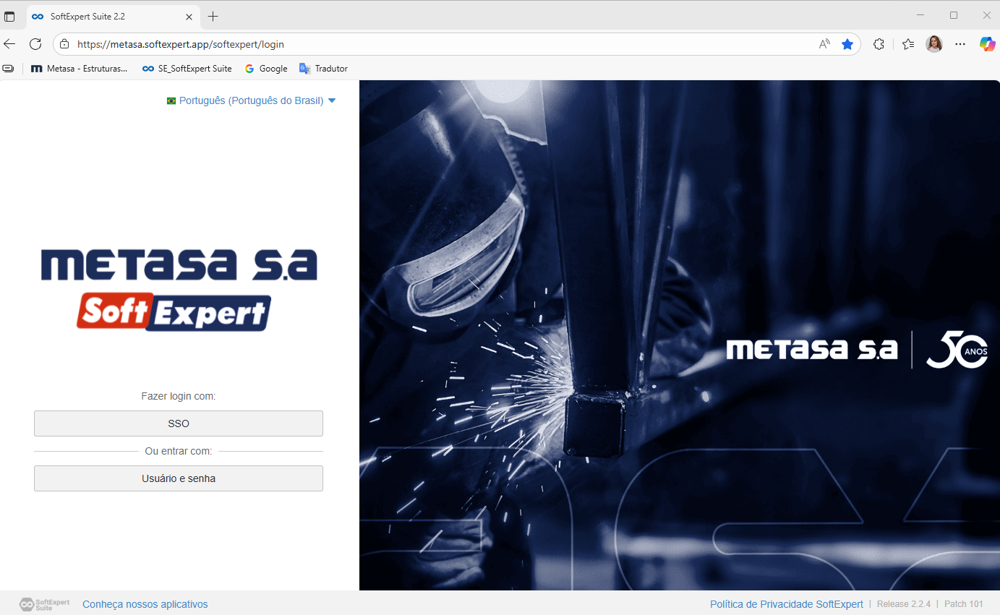 SoftExpert Suite 2.2
https://metasa.softexpert.app/softexpert/login
Metasa - Estruturas...
SE_SoftExpert Suite
Google
Tradutor
Português (Português do Brasil)
METASA S.A
SoftExpert
Fazer login com:
SSO
Ou entrar com:
Usuário e senha
METASA S.A | 50 ANOS
SoftExpert
Suite
Conheça nossos aplicativos
Política de Privacidade SoftExpert | Release 2.2.4 | Patch 101